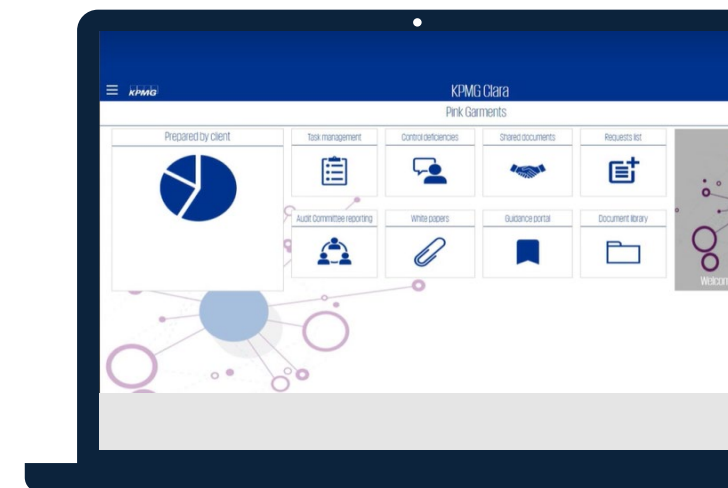 KPMG
KPMG Clara
Pink Garments
Prepared by client
Task management
Control deficiencies
Shared documents
Requests list
Audit Committee reporting
White papers
Guidance portal
Document library